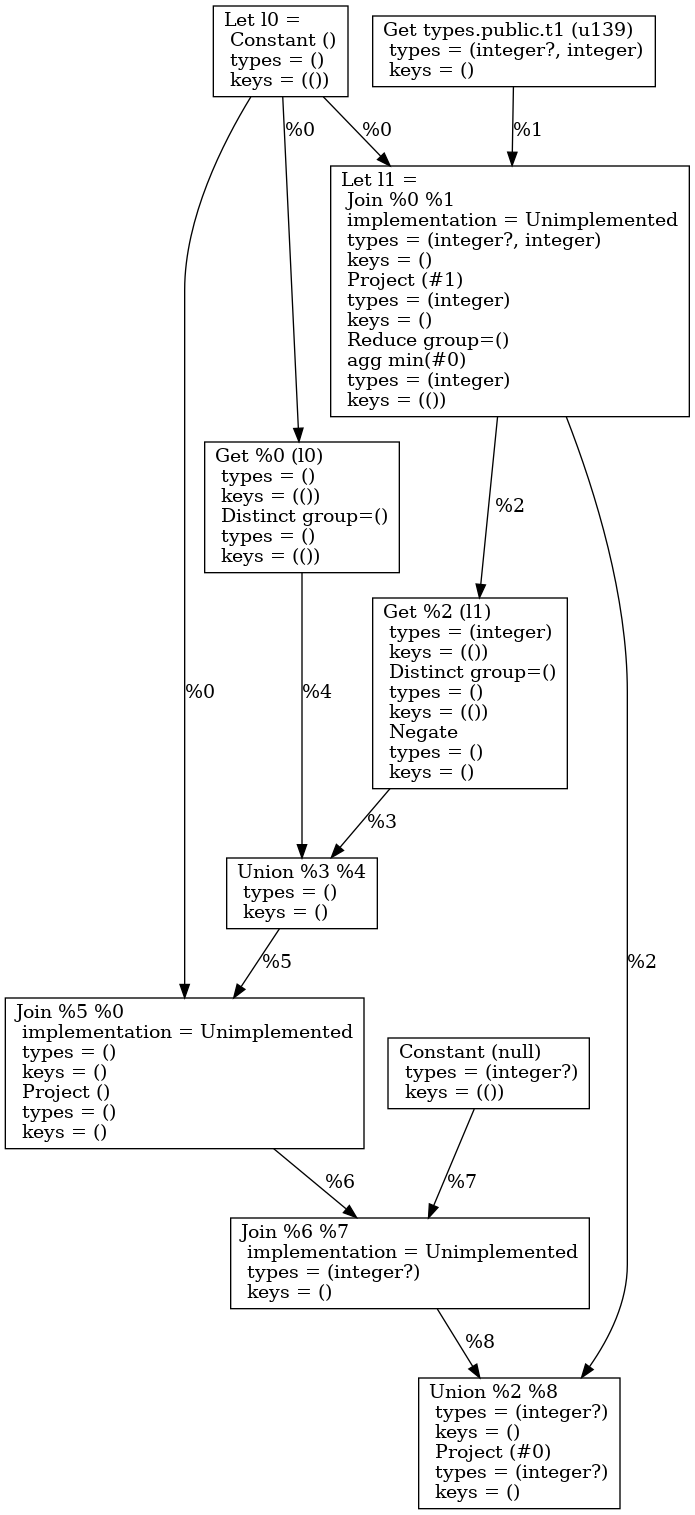 Let l0 =
Constant ()
types = ()
keys = (())
Get types.public.t1 (u139)
types = (integer?, integer)
keys = ()
%0
%0
%1
Let l1 =
Join %0 %1
implementation = Unimplemented
types = (integer?, integer)
keys = ()
Project (#1)
types = (integer)
keys = ()
Reduce group=()
agg min(#0)
types = (integer)
keys = (())
Get %0 (l0)
types = ()
keys = (())
Distinct group=()
types = ()
keys = (())
%2
Get %2 (l1)
types = (integer)
keys = (())
Distinct group=()
types = ()
keys = (())
Negate
types = ()
keys = ()
%0
%4
%3
Union %3 %4
types = ()
keys = ()
%5
%2
Join %5 %0
implementation = Unimplemented
types = ()
keys = ()
Project ()
types = ()
keys = ()
Constant (null)
types = (integer?)
keys = (())
%6
%7
Join %6 %7
implementation = Unimplemented
types = (integer?)
keys = ()
%8
Union %2 %8
types = (integer?)
keys = ()
Project (#0)
types = (integer?)
keys = ()